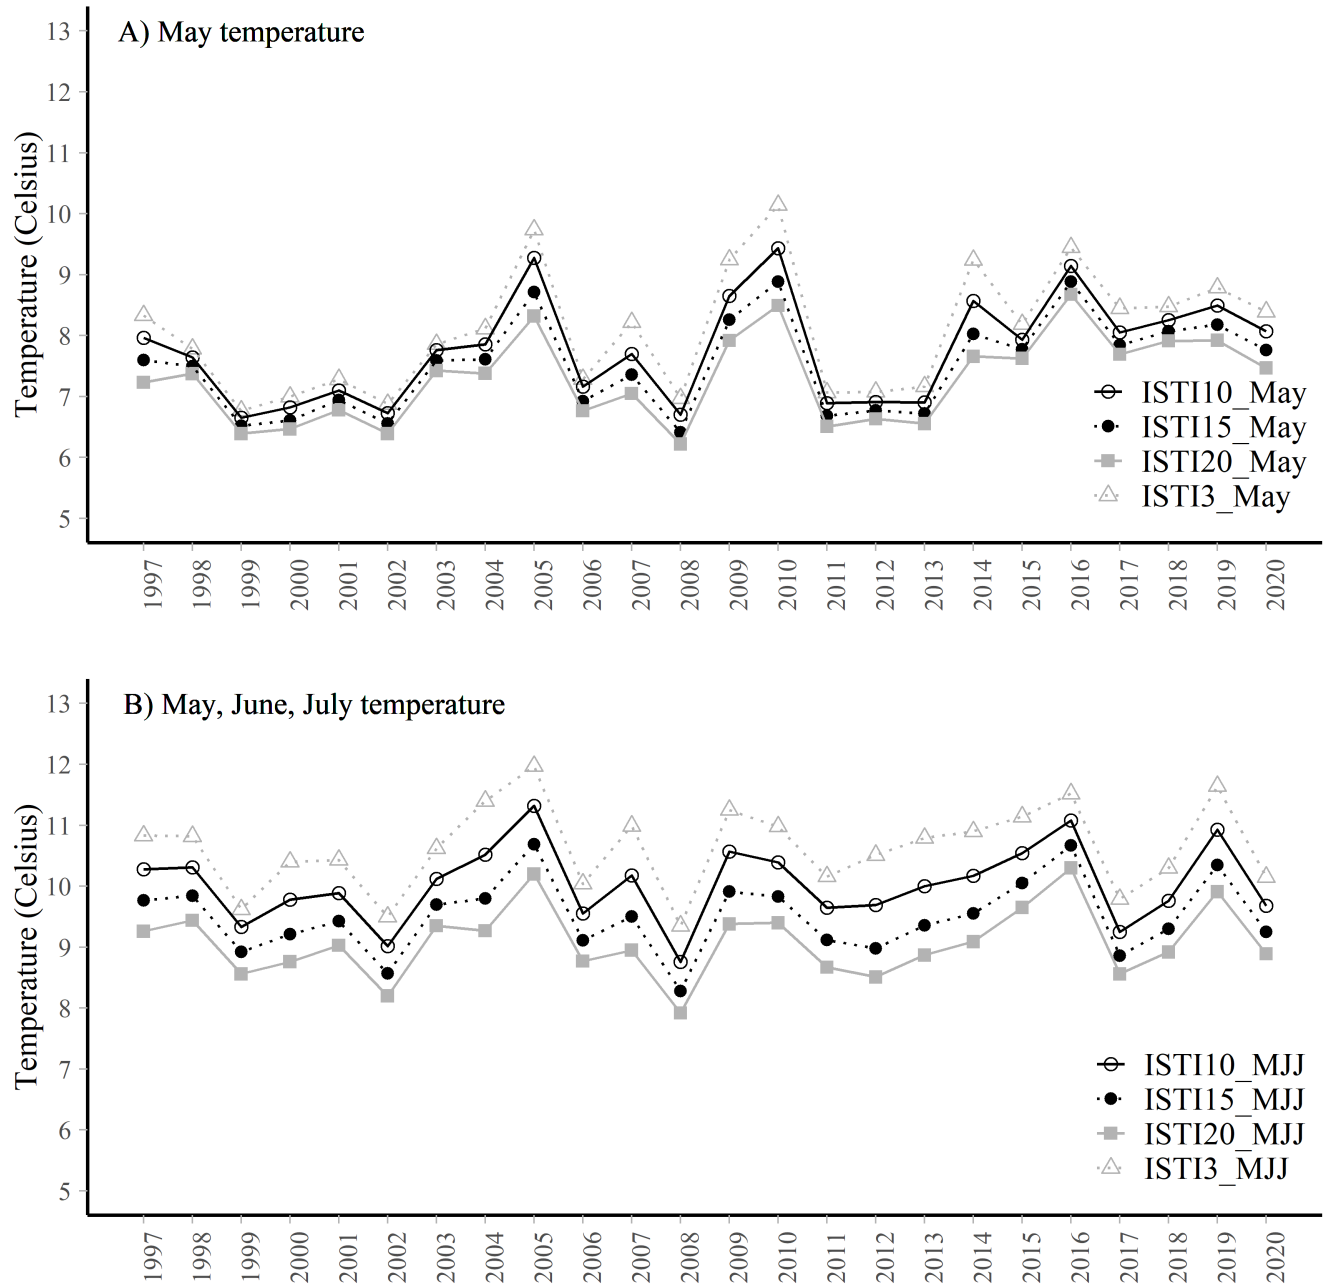 A) May temperature
Temperature (Celsius)
13
12
11
10
9
8
7
6
5
ISTI10_May
ISTI15_May
ISTI20_May
ISTI3_May
1997 1998 1999 2000 2001 2002 2003 2004 2005 2006 2007 2008 2009 2010 2011 2012 2013 2014 2015 2016 2017 2018 2019 2020
B) May, June, July temperature
Temperature (Celsius)
13
12
11
10
9
8
7
6
5
ISTI10_MJJ
ISTI15_MJJ
ISTI20_MJJ
ISTI3_MJJ
1997 1998 1999 2000 2001 2002 2003 2004 2005 2006 2007 2008 2009 2010 2011 2012 2013 2014 2015 2016 2017 2018 2019 2020